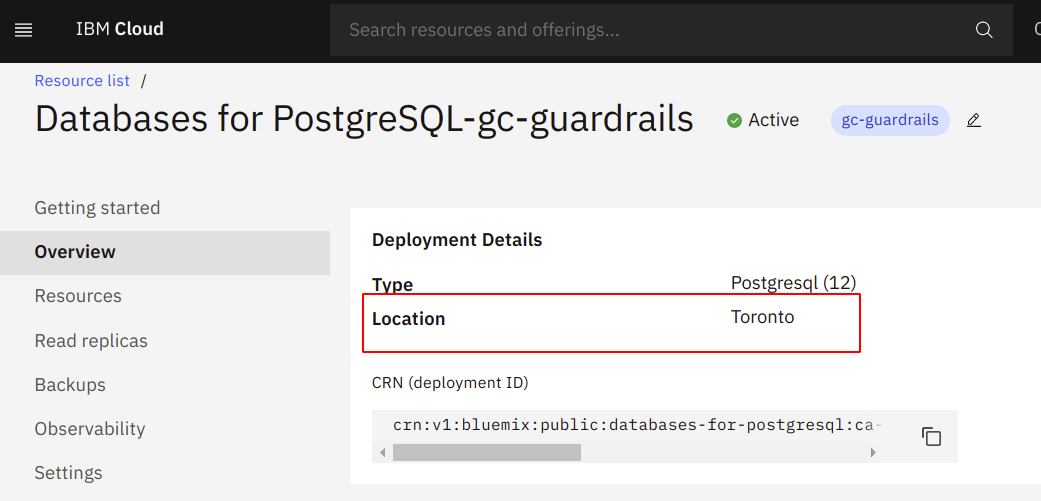 IBM Cloud
Search resources and offerings...
Resource list /
Databases for PostgreSQL-gc-guardrails
Active
gc-guardrails
Getting started
Overview
Resources
Read replicas
Backups
Observability
Settings
Deployment Details
Type Postgresql (12)
Location Toronto
CRN (deployment ID)
crn:v1:bluemix:public:databases-for-postgresql:ca-